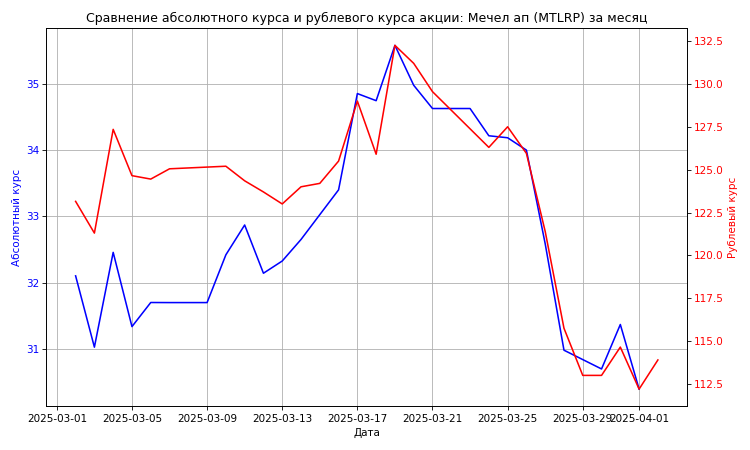 Сравнение абсолютного курса и рублевого курса акции: Мечел ап (MTLRP) за месяц
Абсолютный курс
35
34
33
32
31
132.5
130.0
127.5
125.0
122.5
120.0
117.5
115.0
112.5
Рублевый курс
2025-03-01 2025-03-05 2025-03-09 2025-03-13 2025-03-17 2025-03-21 2025-03-25 2025-03-29 2025-04-01
Дата